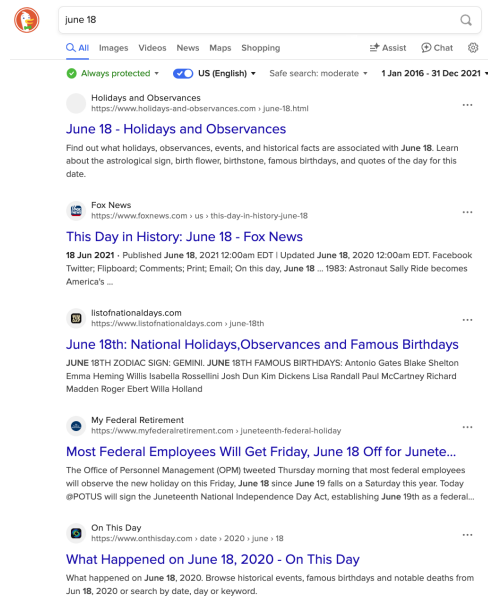 june 18
All Images Videos News Maps Shopping Assist Chat
Always protected US (English) Safe search: moderate 1 Jan 2016 - 31 Dec 2021
Holidays and Observances
https://www.holidays-and-observances.com › june-18.html
June 18 - Holidays and Observances
Find out what holidays, observances, events, and historical facts are associated with June 18. Learn
about the astrological sign, birth flower, birthstone, famous birthdays, and quotes of the day for this
date.
Fox News
https://www.foxnews.com › us › this-day-in-history-june-18
This Day in History: June 18 - Fox News
18 Jun 2021 · Published June 18, 2021 12:00am EDT | Updated June 18, 2020 12:00am EDT. Facebook
Twitter; Flipboard; Comments; Print; Email; On this day, June 18 ... 1983: Astronaut Sally Ride becomes
America's ...
listofnationaldays.com
https://www.listofnationaldays.com › june-18th
June 18th: National Holidays,Observances and Famous Birthdays
JUNE 18TH ZODIAC SIGN: GEMINI. JUNE 18TH FAMOUS BIRTHDAYS: Antonio Gates Blake Shelton
Emma Heming Willis Isabella Rossellini Josh Dun Kim Dickens Lisa Randall Paul McCartney Richard
Madden Roger Ebert Willa Holland
My Federal Retirement
https://www.myfederalretirement.com › juneteenth-federal-holiday
Most Federal Employees Will Get Friday, June 18 Off for Junete...
The Office of Personnel Management (OPM) tweeted Thursday morning that most federal employees
will observe the new holiday on this Friday, June 18 since June 19 falls on a Saturday this year. Today
@POTUS will sign the Juneteenth National Independence Day Act, establishing June 19th as a federal...
On This Day
https://www.onthisday.com › date › 2020 › june › 18
What Happened on June 18, 2020 - On This Day
What happened on June 18, 2020. Browse historical events, famous birthdays and notable deaths from
Jun 18, 2020 or search by date, day or keyword.